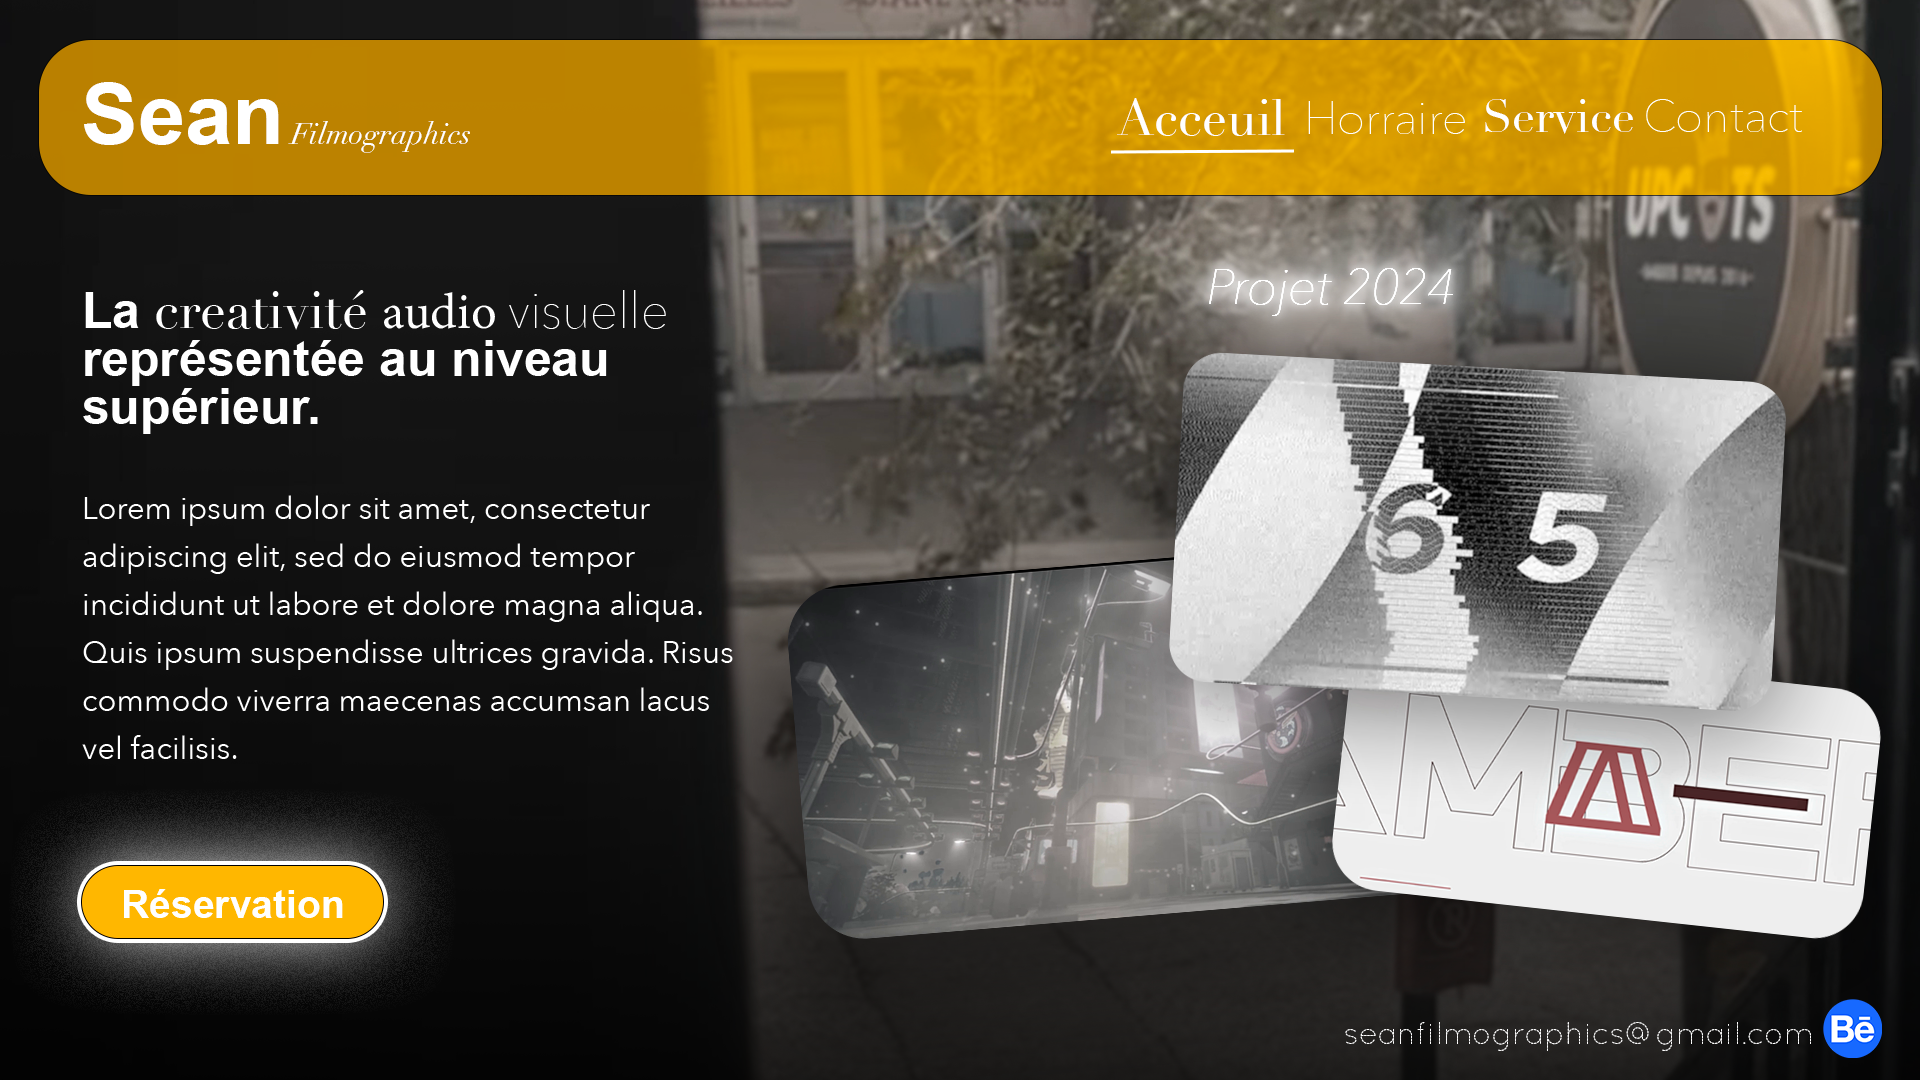 Sean Filmographics
Acceuil Horraire Service Contact
UPC TS
Projet 2024
La creativité audio visuelle
représentée au niveau
supérieur.
Lorem ipsum dolor sit amet, consectetur
adipiscing elit, sed do eiusmod tempor
incididunt ut labore et dolore magna aliqua.
Quis ipsum suspendisse ultrices gravida. Risus
commodo viverra maecenas accumsan lacus
vel facilisis.
6 5
AMBER
Réservation
seanfilmographics@gmail.com
Bē